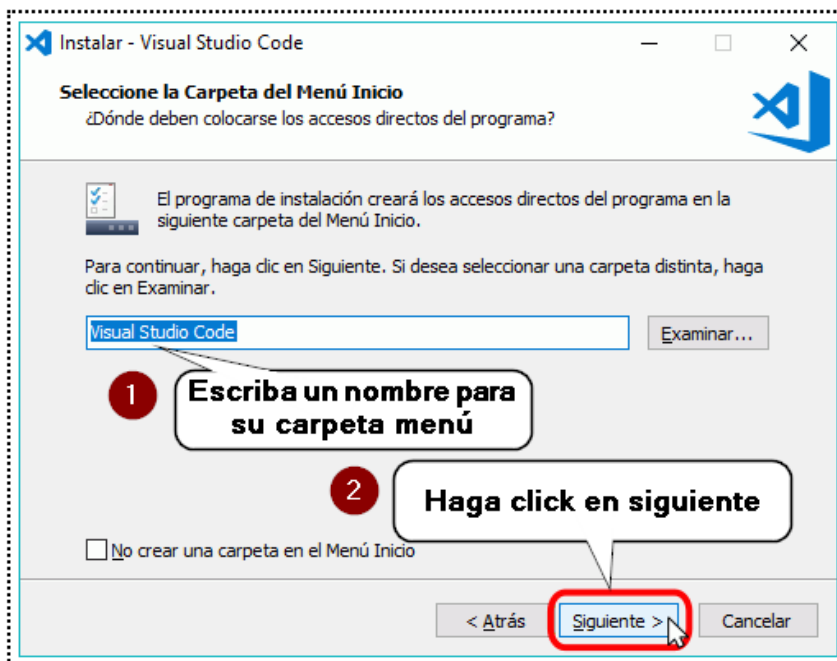 Instalar - Visual Studio Code
Seleccione la Carpeta del Menú Inicio
¿Dónde deben colocarse los accesos directos del programa?
El programa de instalación creará los accesos directos del programa en la
siguiente carpeta del Menú Inicio.
Para continuar, haga clic en Siguiente. Si desea seleccionar una carpeta distinta, haga
clic en Examinar.
Visual Studio Code
Examinar...
1
Escriba un nombre para
su carpeta menú
2
Haga click en siguiente
No crear una carpeta en el Menú Inicio
< Atrás
Siguiente >
Cancelar